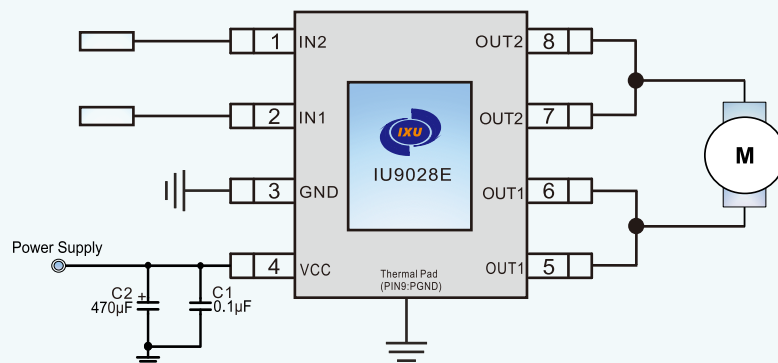 1 IN2 OUT2 8
2 IN1 OUT2 7
IXU
IU9028E
M
3 GND OUT1 6
Power Supply
4 VCC OUT1 5
Thermal Pad
(PIN9:PGND)
C2 + C1
470µF 0.1µF